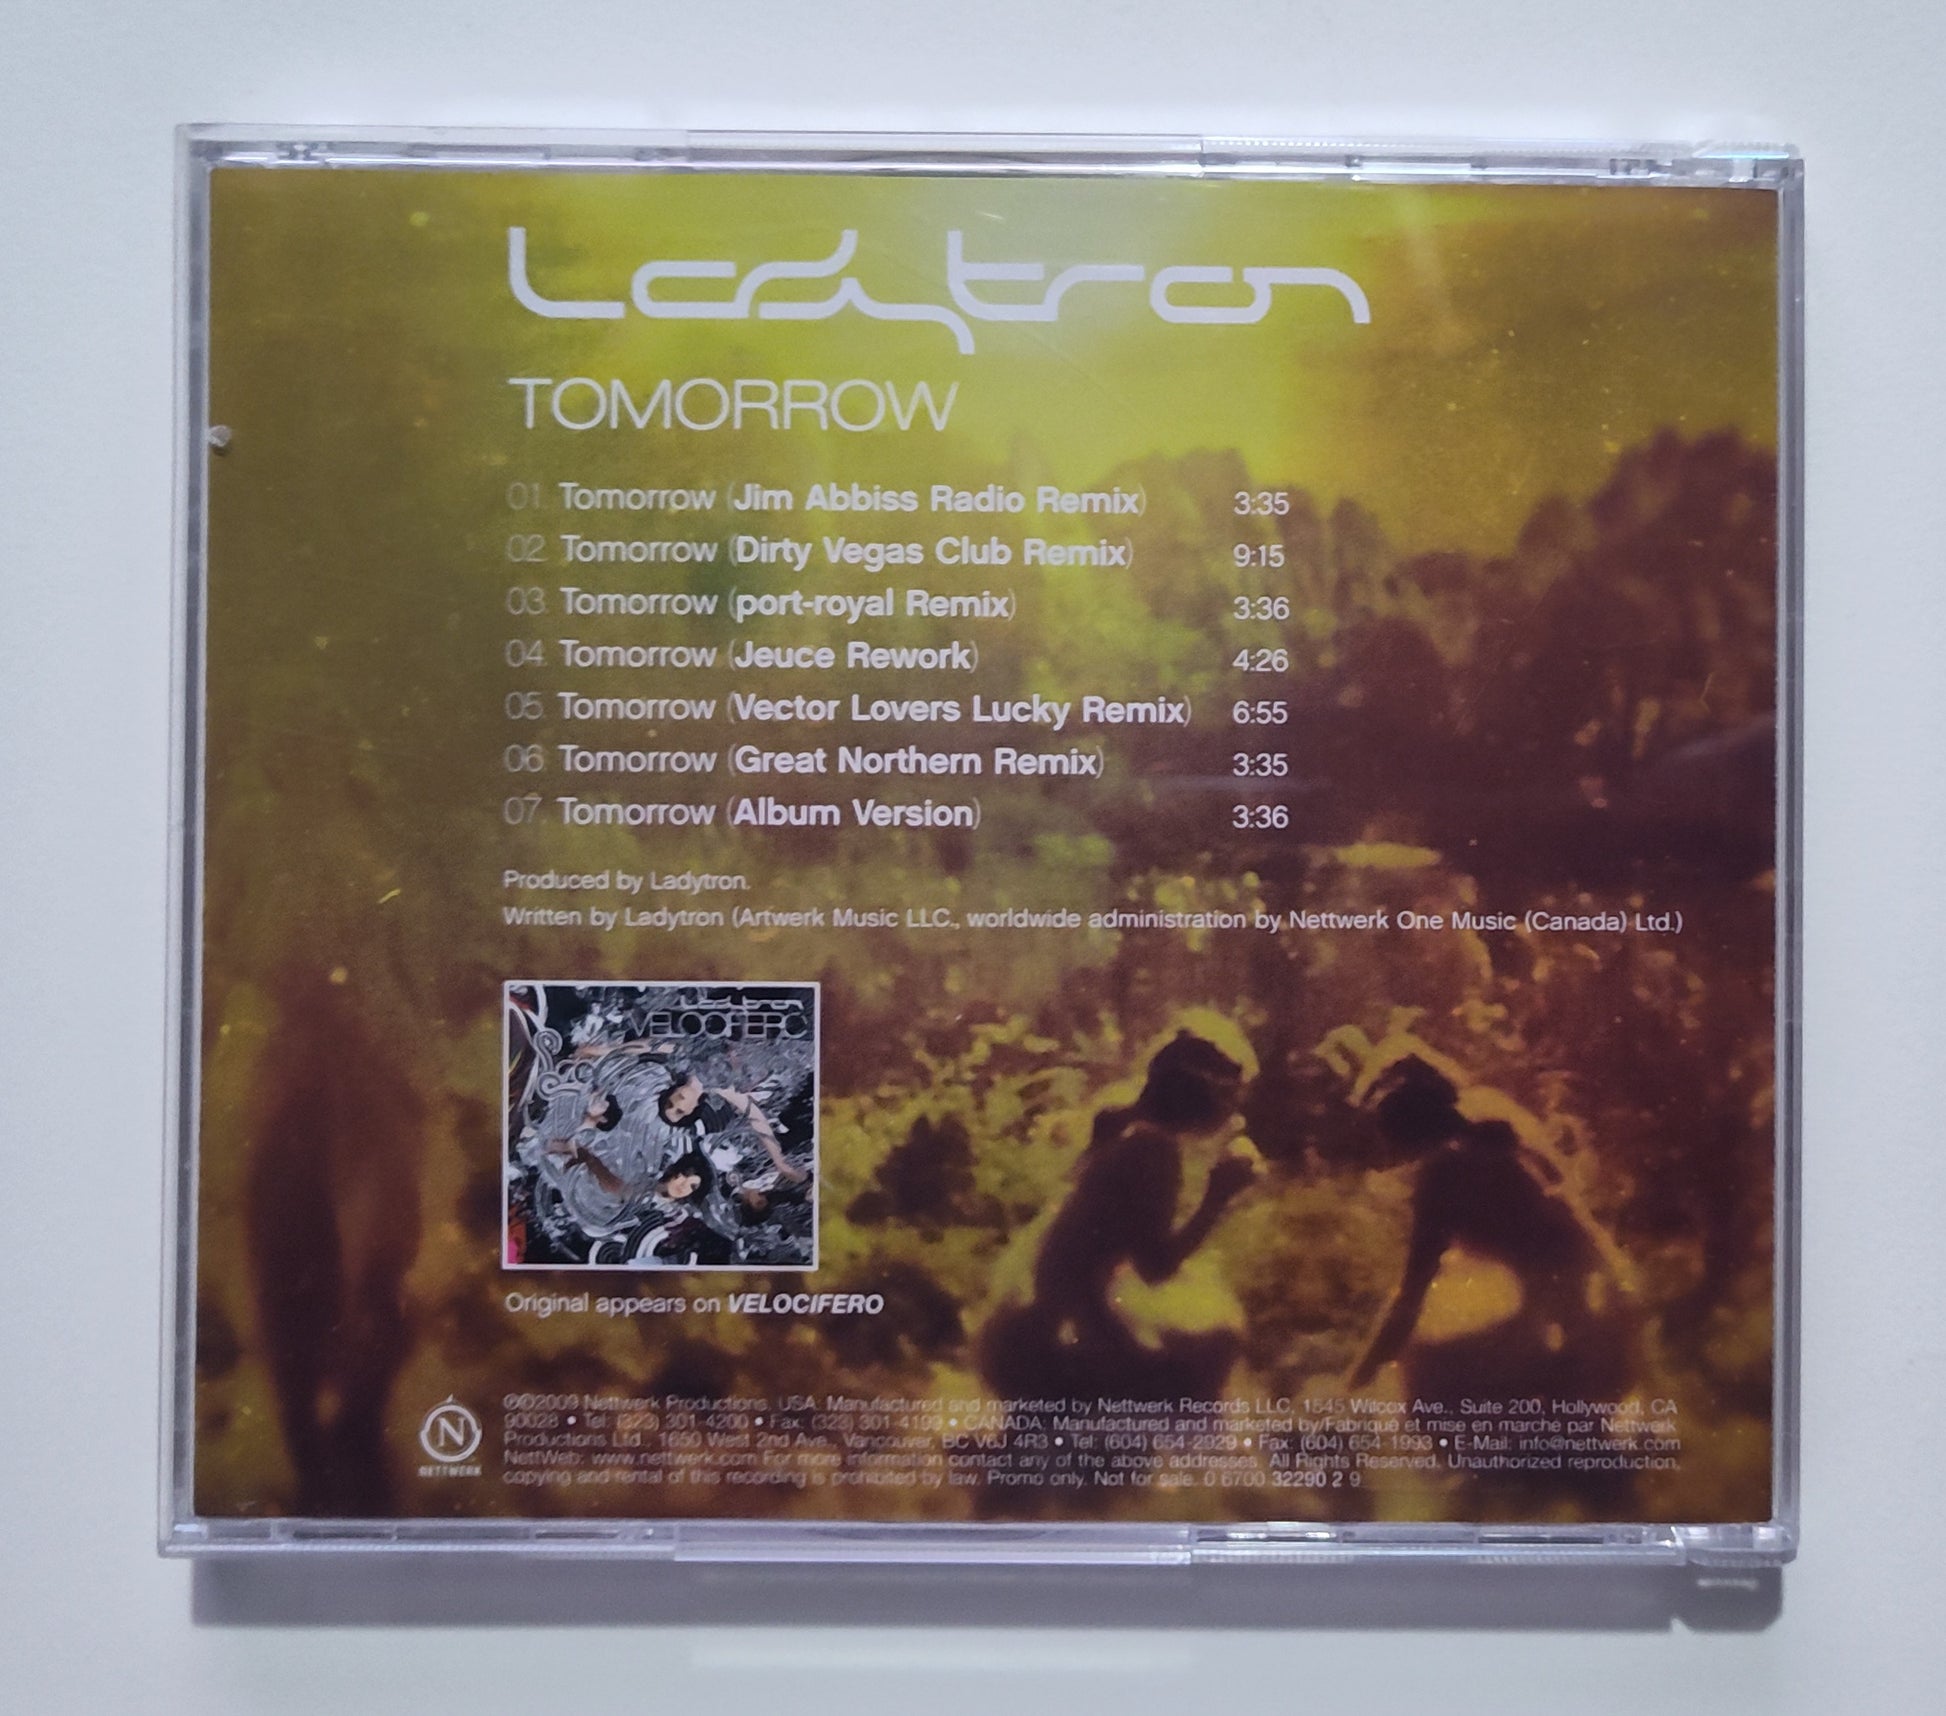 Ladytron
TOMORROW
01. Tomorrow (Jim Abbiss Radio Remix) 3:35
02. Tomorrow (Dirty Vegas Club Remix) 9:15
03. Tomorrow (port-royal Remix) 3:36
04. Tomorrow (Jeuce Rework) 4:26
05. Tomorrow (Vector Lovers Lucky Remix) 6:55
06. Tomorrow (Great Northern Remix) 3:35
07. Tomorrow (Album Version) 3:36
Produced by Ladytron.
Written by Ladytron (Artwerk Music LLC., worldwide administration by Nettwerk One Music (Canada) Ltd.)
VELOCIFERO
Original appears on VELOCIFERO
N
NETTWERK
℗©2009 Nettwerk Productions. USA: Manufactured and marketed by Nettwerk Records LLC, 1545 Wilcox Ave., Suite 200, Hollywood, CA
90028 • Tel: (323) 301-4200 • Fax: (323) 301-4199 • CANADA: Manufactured and marketed by/Fabriqué et mise en marché par Nettwerk
Productions Ltd., 1650 West 2nd Ave., Vancouver, BC V6J 4R3 • Tel: (604) 654-2929 • Fax: (604) 654-1993 • E-Mail: info@nettwerk.com
NettWeb: www.nettwerk.com For more information contact any of the above addresses. All Rights Reserved. Unauthorized reproduction,
copying and rental of this recording is prohibited by law. Promo only. Not for sale. 0 6700 32290 2 9